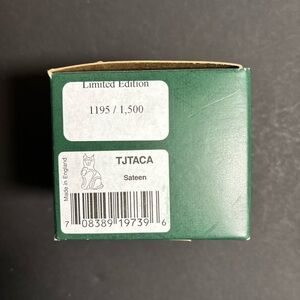 Limited Edition
1195 / 1,500
Made in England
TJTACA
Sateen
7 08389 19739 6